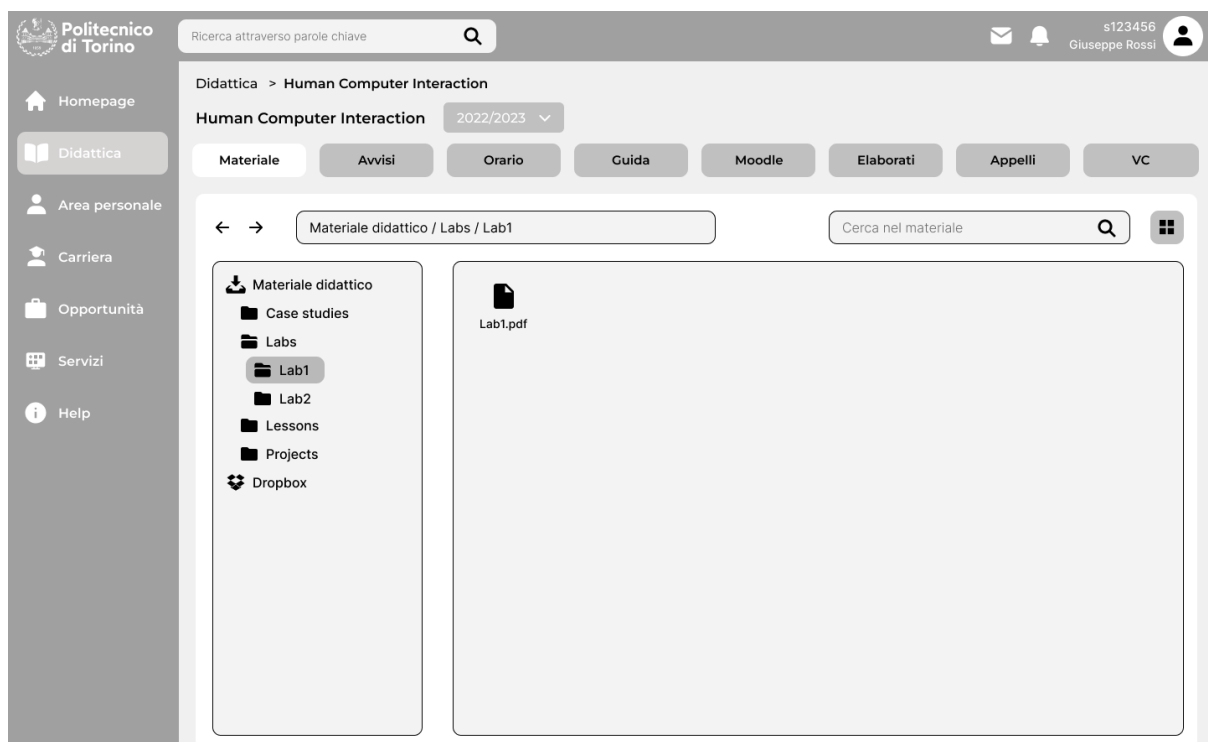 Politecnico
di Torino
Ricerca attraverso parole chiave
s123456
Giuseppe Rossi
Homepage
Didattica
Area personale
Carriera
Opportunità
Servizi
Help
Didattica > Human Computer Interaction
Human Computer Interaction 2022/2023
Materiale Avvisi Orario Guida Moodle Elaborati Appelli VC
Materiale didattico / Labs / Lab1
Cerca nel materiale
Materiale didattico
Case studies
Labs
Lab1
Lab2
Lessons
Projects
Dropbox
Lab1.pdf